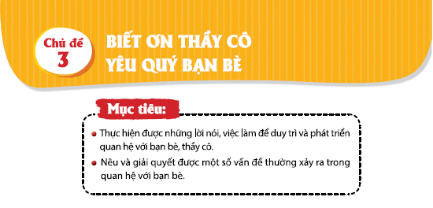 Chủ đề
3
BIẾT ƠN THẦY CÔ
YÊU QUÝ BẠN BÈ
Mục tiêu:
Thực hiện được những lời nói, việc làm để duy trì và phát triển
quan hệ với bạn bè, thầy cô.
Nêu và giải quyết được một số vấn đề thường xảy ra trong
quan hệ với bạn bè.